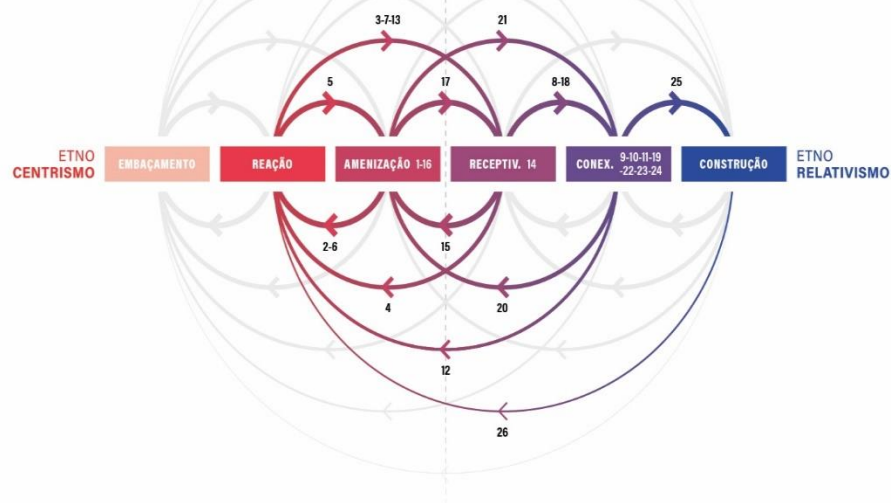 3-7-13
21
5
17
8-18
25
ETNO
CENTRISMO
EMBAÇAMENTO
REAÇÃO
AMENIZAÇÃO 1-16
RECEPTIV. 14
CONEX. 9-10-11-19
-22-23-24
CONSTRUÇÃO
ETNO
RELATIVISMO
2-6
15
4
20
12
26